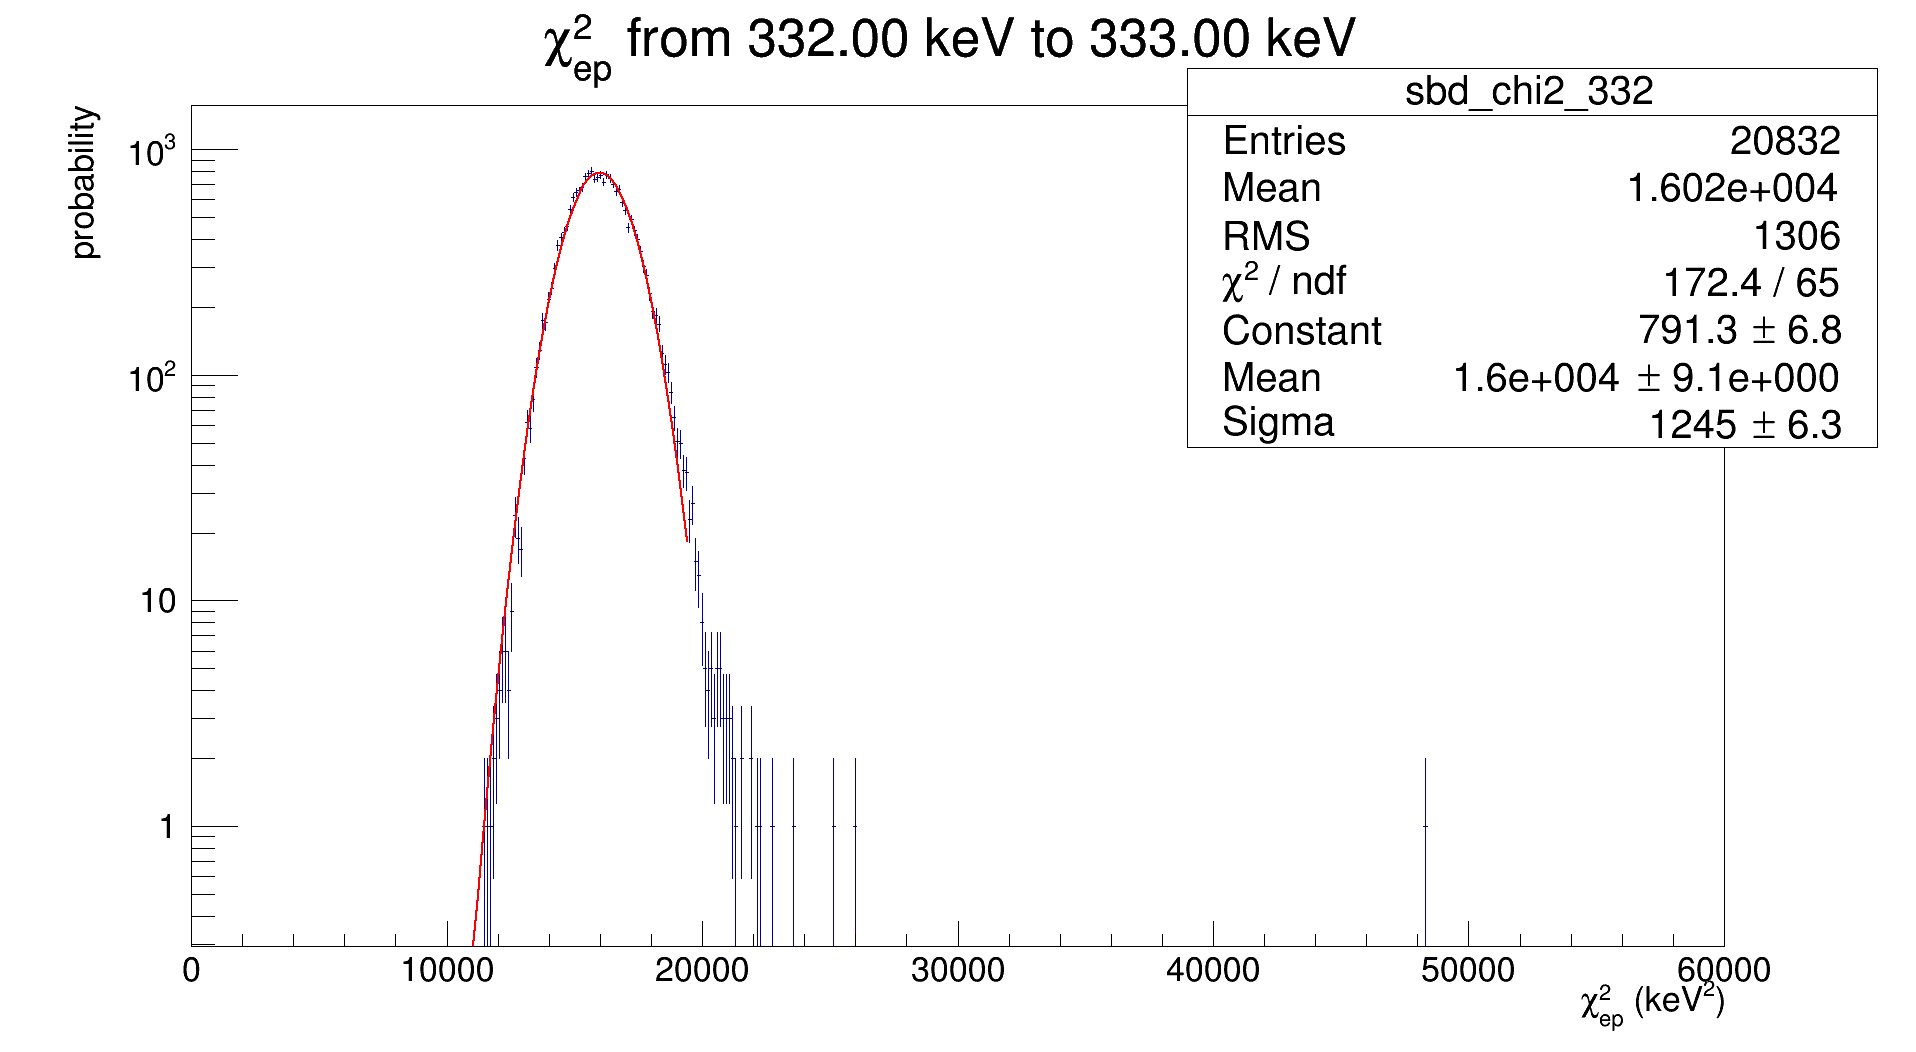 χ²ep from 332.00 keV to 333.00 keV
sbd_chi2_332
Entries 20832
Mean 1.602e+004
RMS 1306
χ² / ndf 172.4 / 65
Constant 791.3 ± 6.8
Mean 1.6e+004 ± 9.1e+000
Sigma 1245 ± 6.3
probability
10³
10²
10
1
0 10000 20000 30000 40000 50000 60000
χ²ep (keV²)